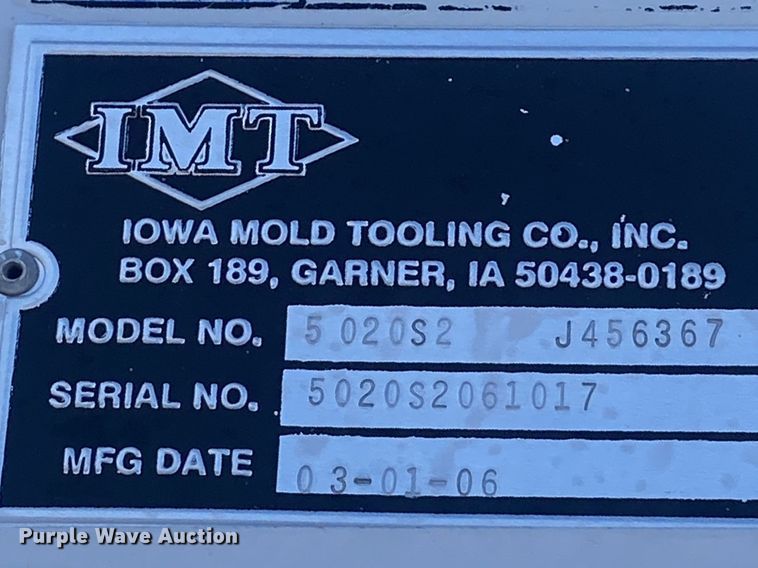 IMT
IOWA MOLD TOOLING CO., INC.
BOX 189, GARNER, IA 50438-0189
MODEL NO. 5020S2 J456367
SERIAL NO. 5020S2061017
MFG DATE 03-01-06
Purple Wave Auction